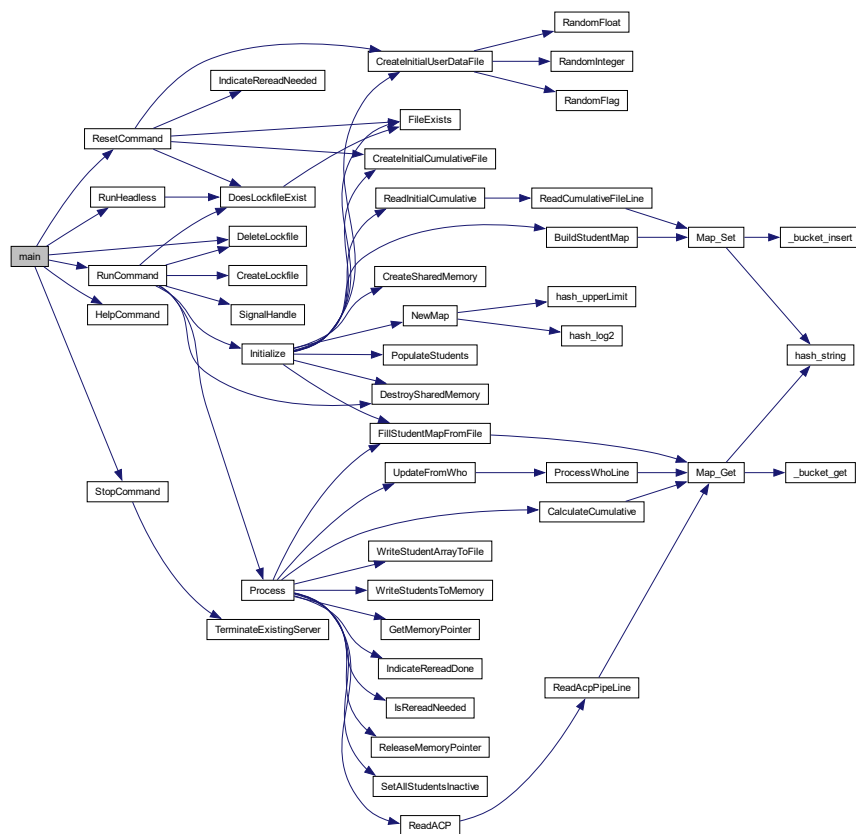 RandomFloat
CreateInitialUserDataFile
RandomInteger
IndicateRereadNeeded
RandomFlag
FileExists
ResetCommand
CreateInitialCumulativeFile
RunHeadless
DoesLockfileExist
ReadInitialCumulative
ReadCumulativeFileLine
DeleteLockfile
BuildStudentMap
Map_Set
_bucket_insert
main
RunCommand
CreateLockfile
CreateSharedMemory
hash_upperLimit
HelpCommand
SignalHandle
NewMap
hash_log2
Initialize
PopulateStudents
hash_string
DestroySharedMemory
FillStudentMapFromFile
UpdateFromWho
ProcessWhoLine
Map_Get
_bucket_get
StopCommand
CalculateCumulative
WriteStudentArrayToFile
Process
WriteStudentsToMemory
TerminateExistingServer
GetMemoryPointer
IndicateRereadDone
ReadAcpPipeLine
IsRereadNeeded
ReleaseMemoryPointer
SetAllStudentsInactive
ReadACP